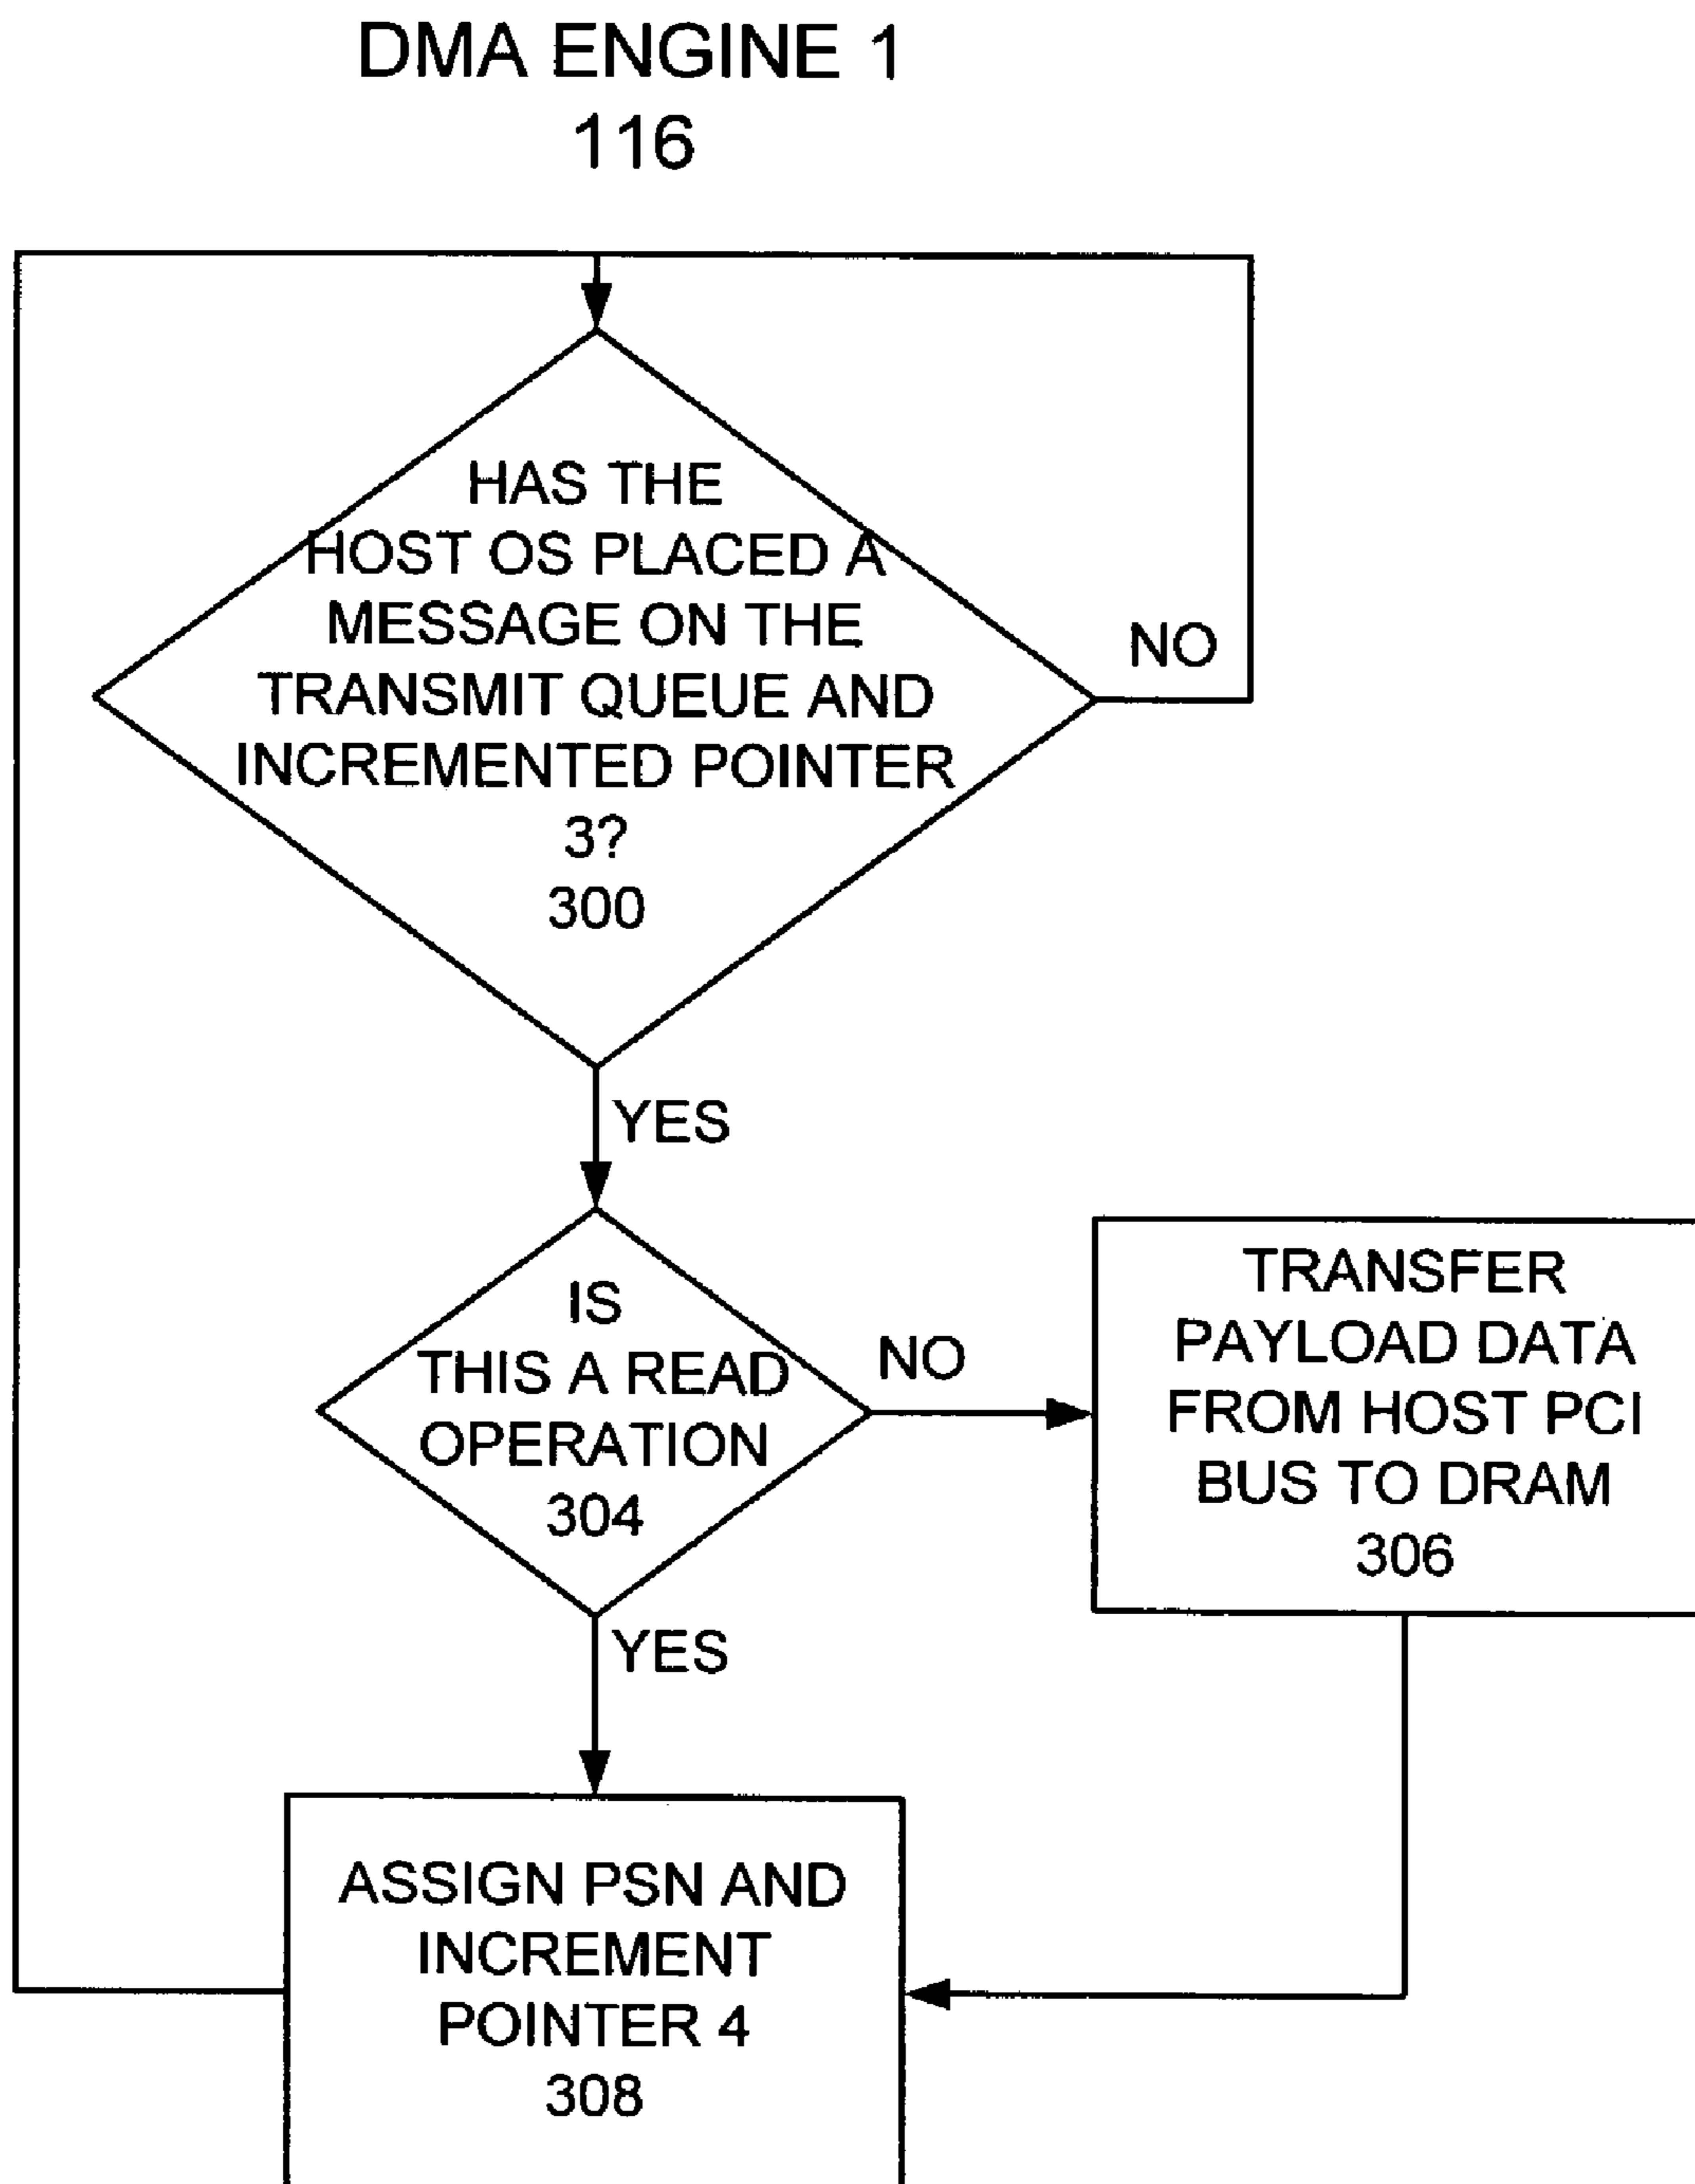 DMA ENGINE 1
116
HAS THE
HOST OS PLACED A
MESSAGE ON THE
TRANSMIT QUEUE AND
INCREMENTED POINTER
3?
300
NO
YES
IS
THIS A READ
OPERATION
304
NO
TRANSFER
PAYLOAD DATA
FROM HOST PCI
BUS TO DRAM
306
YES
ASSIGN PSN AND
INCREMENT
POINTER 4
308